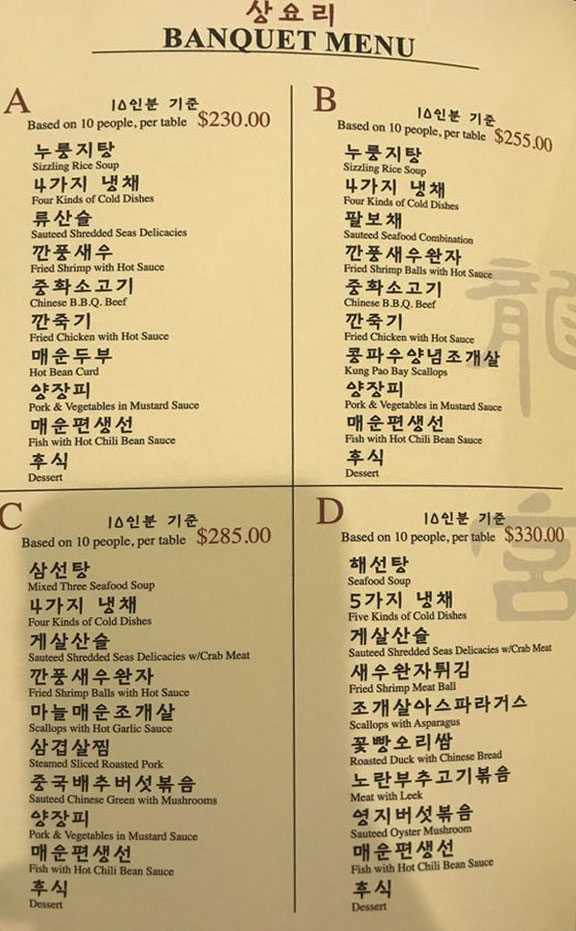 상요리
BANQUET MENU
A
10인분 기준
Based on 10 people, per table $230.00
누룽지탕
Sizzling Rice Soup
4가지 냉채
Four Kinds of Cold Dishes
류산슬
Sauteed Shredded Seas Delicacies
깐풍새우
Fried Shrimp with Hot Sauce
중화소고기
Chinese B.B.Q. Beef
깐죽기
Fried Chicken with Hot Sauce
매운두부
Hot Bean Curd
양장피
Pork & Vegetables in Mustard Sauce
매운편생선
Fish with Hot Chili Bean Sauce
후식
Dessert
B
10인분 기준
Based on 10 people, per table $255.00
누룽지탕
Sizzling Rice Soup
4가지 냉채
Four Kinds of Cold Dishes
팔보채
Sauteed Seafood Combination
깐풍새우완자
Fried Shrimp Balls with Hot Sauce
중화소고기
Chinese B.B.Q. Beef
깐죽기
Fried Chicken with Hot Sauce
콩파우양념조개살
Kung Pao Bay Scallops
양장피
Pork & Vegetables in Mustard Sauce
매운편생선
Fish with Hot Chili Bean Sauce
후식
Dessert
C
10인분 기준
Based on 10 people, per table $285.00
삼선탕
Mixed Three Seafood Soup
4가지 냉채
Four Kinds of Cold Dishes
게살산슬
Sauteed Shredded Seas Delicacies w/Crab Meat
깐풍새우완자
Fried Shrimp Balls with Hot Sauce
마늘매운조개살
Scallops with Hot Garlic Sauce
삼겹살찜
Steamed Sliced Roasted Pork
중국배추버섯볶음
Sauteed Chinese Green with Mushrooms
양장피
Pork & Vegetables in Mustard Sauce
매운편생선
Fish with Hot Chili Bean Sauce
후식
Dessert
D
10인분 기준
Based on 10 people, per table $330.00
해선탕
Seafood Soup
5가지 냉채
Five Kinds of Cold Dishes
게살산슬
Sauteed Shredded Seas Delicacies w/Crab Meat
새우완자튀김
Fried Shrimp Meat Ball
조개살아스파라거스
Scallops with Asparagus
꽃빵오리쌈
Roasted Duck with Chinese Bread
노란부추고기볶음
Meat with Leek
영지버섯볶음
Sauteed Oyster Mushroom
매운편생선
Fish with Hot Chili Bean Sauce
후식
Dessert
龍
宮